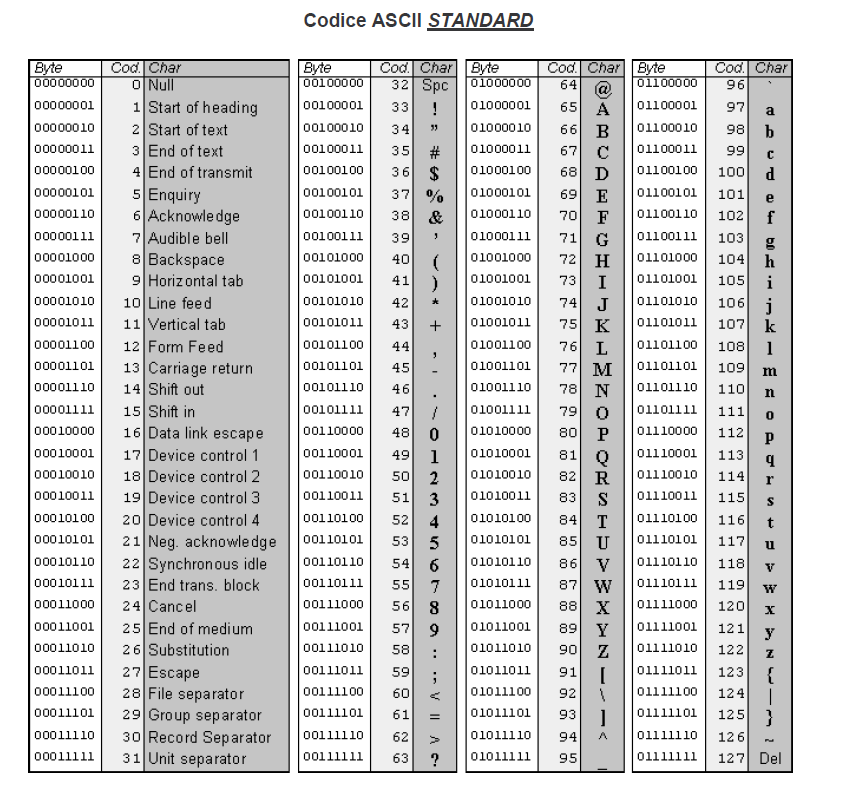 Codice ASCII STANDARD
Byte Cod. Char Byte Cod. Char Byte Cod. Char Byte Cod. Char
00000000 0 Null 00100000 32 Spc 01000000 64 @ 01100000 96 `
00000001 1 Start of heading 00100001 33 ! 01000001 65 A 01100001 97 a
00000010 2 Start of text 00100010 34 ” 01000010 66 B 01100010 98 b
00000011 3 End of text 00100011 35 # 01000011 67 C 01100011 99 c
00000100 4 End of transmit 00100100 36 $ 01000100 68 D 01100100 100 d
00000101 5 Enquiry 00100101 37 % 01000101 69 E 01100101 101 e
00000110 6 Acknowledge 00100110 38 & 01000110 70 F 01100110 102 f
00000111 7 Audible bell 00100111 39 ’ 01000111 71 G 01100111 103 g
00001000 8 Backspace 00101000 40 ( 01001000 72 H 01101000 104 h
00001001 9 Horizontal tab 00101001 41 ) 01001001 73 I 01101001 105 i
00001010 10 Line feed 00101010 42 * 01001010 74 J 01101010 106 j
00001011 11 Vertical tab 00101011 43 + 01001011 75 K 01101011 107 k
00001100 12 Form Feed 00101100 44 , 01001100 76 L 01101100 108 l
00001101 13 Carriage return 00101101 45 - 01001101 77 M 01101101 109 m
00001110 14 Shift out 00101110 46 . 01001110 78 N 01101110 110 n
00001111 15 Shift in 00101111 47 / 01001111 79 O 01101111 111 o
00010000 16 Data link escape 00110000 48 0 01010000 80 P 01110000 112 p
00010001 17 Device control 1 00110001 49 1 01010001 81 Q 01110001 113 q
00010010 18 Device control 2 00110010 50 2 01010010 82 R 01110010 114 r
00010011 19 Device control 3 00110011 51 3 01010011 83 S 01110011 115 s
00010100 20 Device control 4 00110100 52 4 01010100 84 T 01110100 116 t
00010101 21 Neg. acknowledge 00110101 53 5 01010101 85 U 01110101 117 u
00010110 22 Synchronous idle 00110110 54 6 01010110 86 V 01110110 118 v
00010111 23 End trans. block 00110111 55 7 01010111 87 W 01110111 119 w
00011000 24 Cancel 00111000 56 8 01011000 88 X 01111000 120 x
00011001 25 End of medium 00111001 57 9 01011001 89 Y 01111001 121 y
00011010 26 Substitution 00111010 58 : 01011010 90 Z 01111010 122 z
00011011 27 Escape 00111011 59 ; 01011011 91 [ 01111011 123 {
00011100 28 File separator 00111100 60 < 01011100 92 \ 01111100 124 |
00011101 29 Group separator 00111101 61 = 01011101 93 ] 01111101 125 }
00011110 30 Record Separator 00111110 62 > 01011110 94 ^ 01111110 126 ~
00011111 31 Unit separator 00111111 63 ? 01011111 95 _ 01111111 127 Del